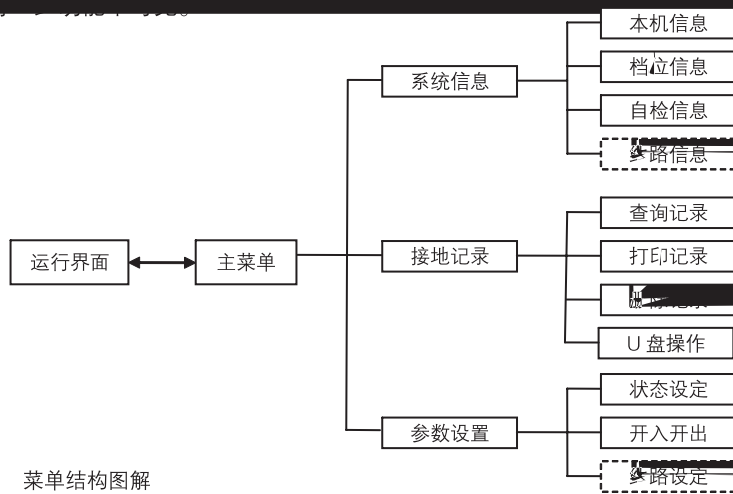 本机信息
档位信息
系统信息
自检信息
路信息
查询记录
运行界面
主菜单
接地记录
打印记录
U 盘操作
状态设定
参数设置
开入开出
路设定
菜单结构图解